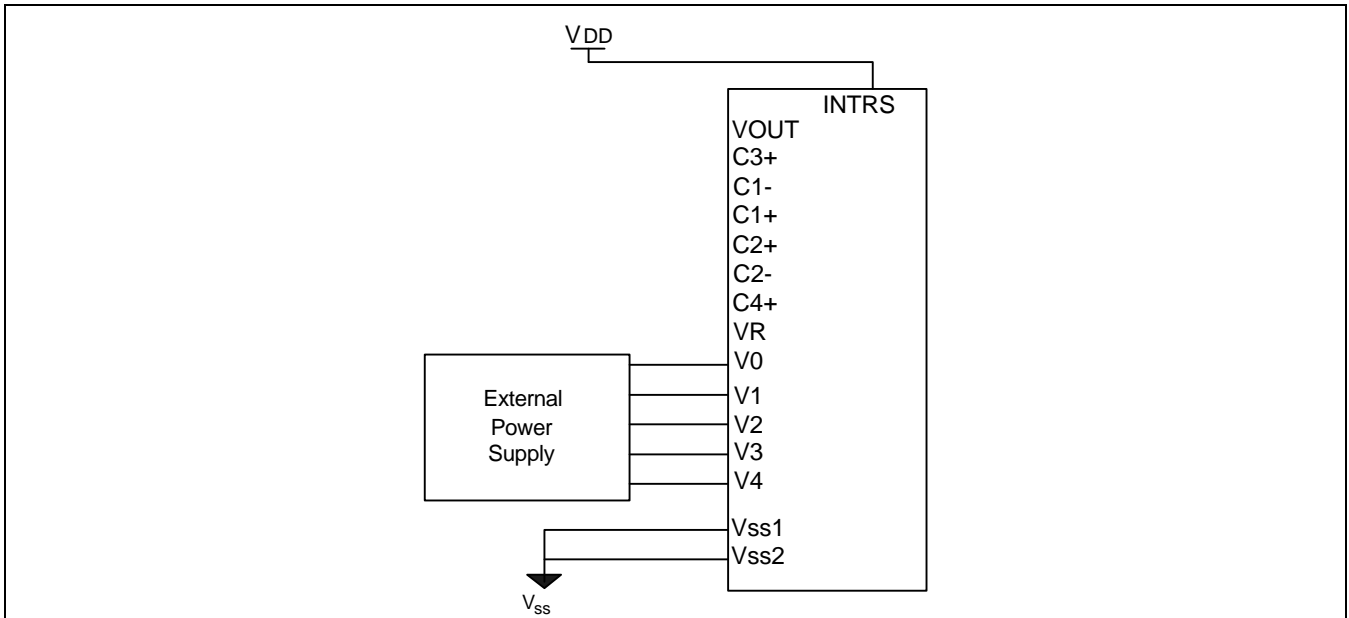 VDD
INTRS
VOUT
C3+
C1-
C1+
C2+
C2-
C4+
VR
V0
V1
V2
V3
V4
External
Power
Supply
Vss1
Vss2
Vss